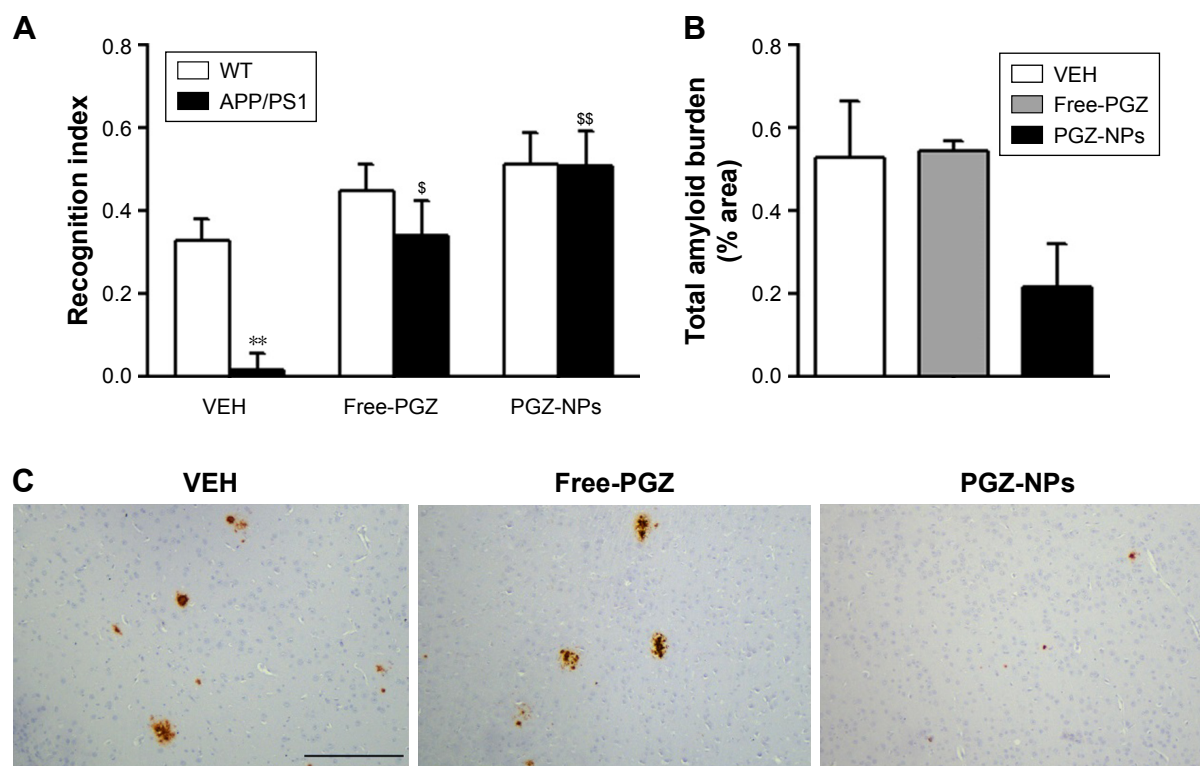 A
Recognition index
0.8
0.6
0.4
0.2
0.0
WT
APP/PS1
**
$
$$
VEH
Free-PGZ
PGZ-NPs
B
Total amyloid burden
(% area)
0.8
0.6
0.4
0.2
0.0
VEH
Free-PGZ
PGZ-NPs
C
VEH
Free-PGZ
PGZ-NPs